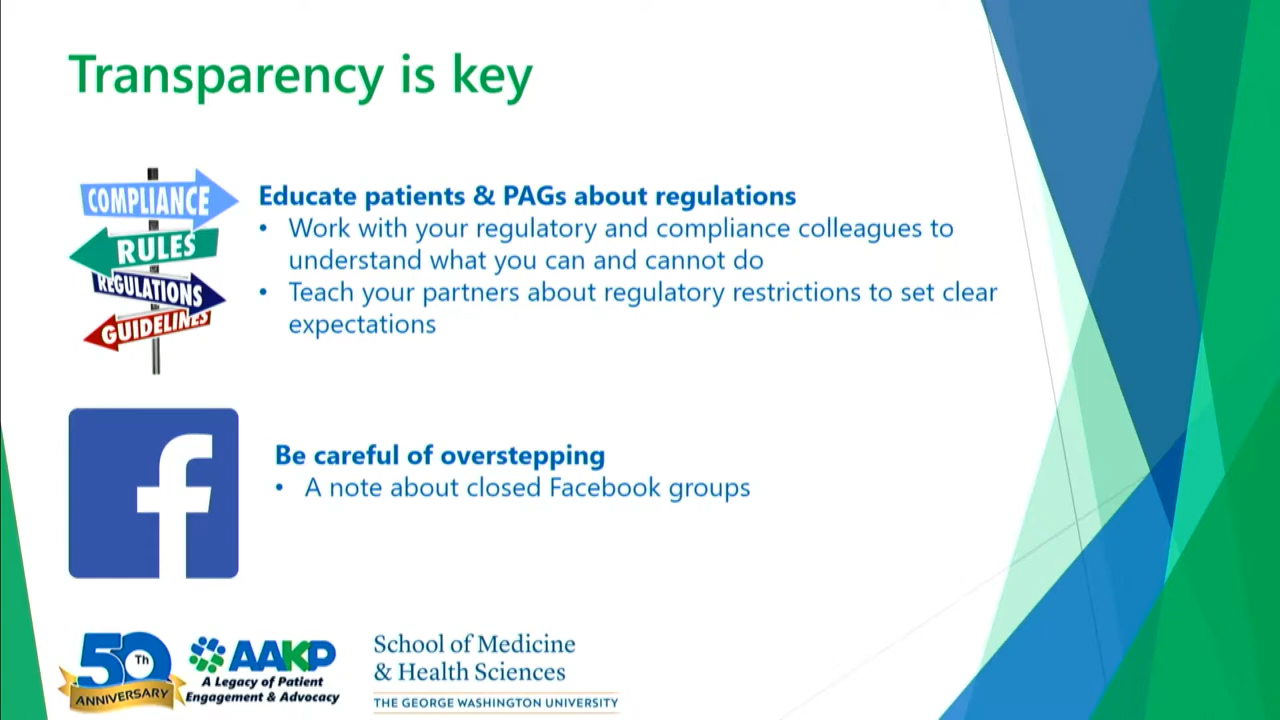 Transparency is key
COMPLIANCE
RULES
REGULATIONS
GUIDELINES
Educate patients & PAGs about regulations
• Work with your regulatory and compliance colleagues to
understand what you can and cannot do
• Teach your partners about regulatory restrictions to set clear
expectations
f
Be careful of overstepping
• A note about closed Facebook groups
50Th
ANNIVERSARY
AAKP
A Legacy of Patient
Engagement & Advocacy
School of Medicine
& Health Sciences
THE GEORGE WASHINGTON UNIVERSITY